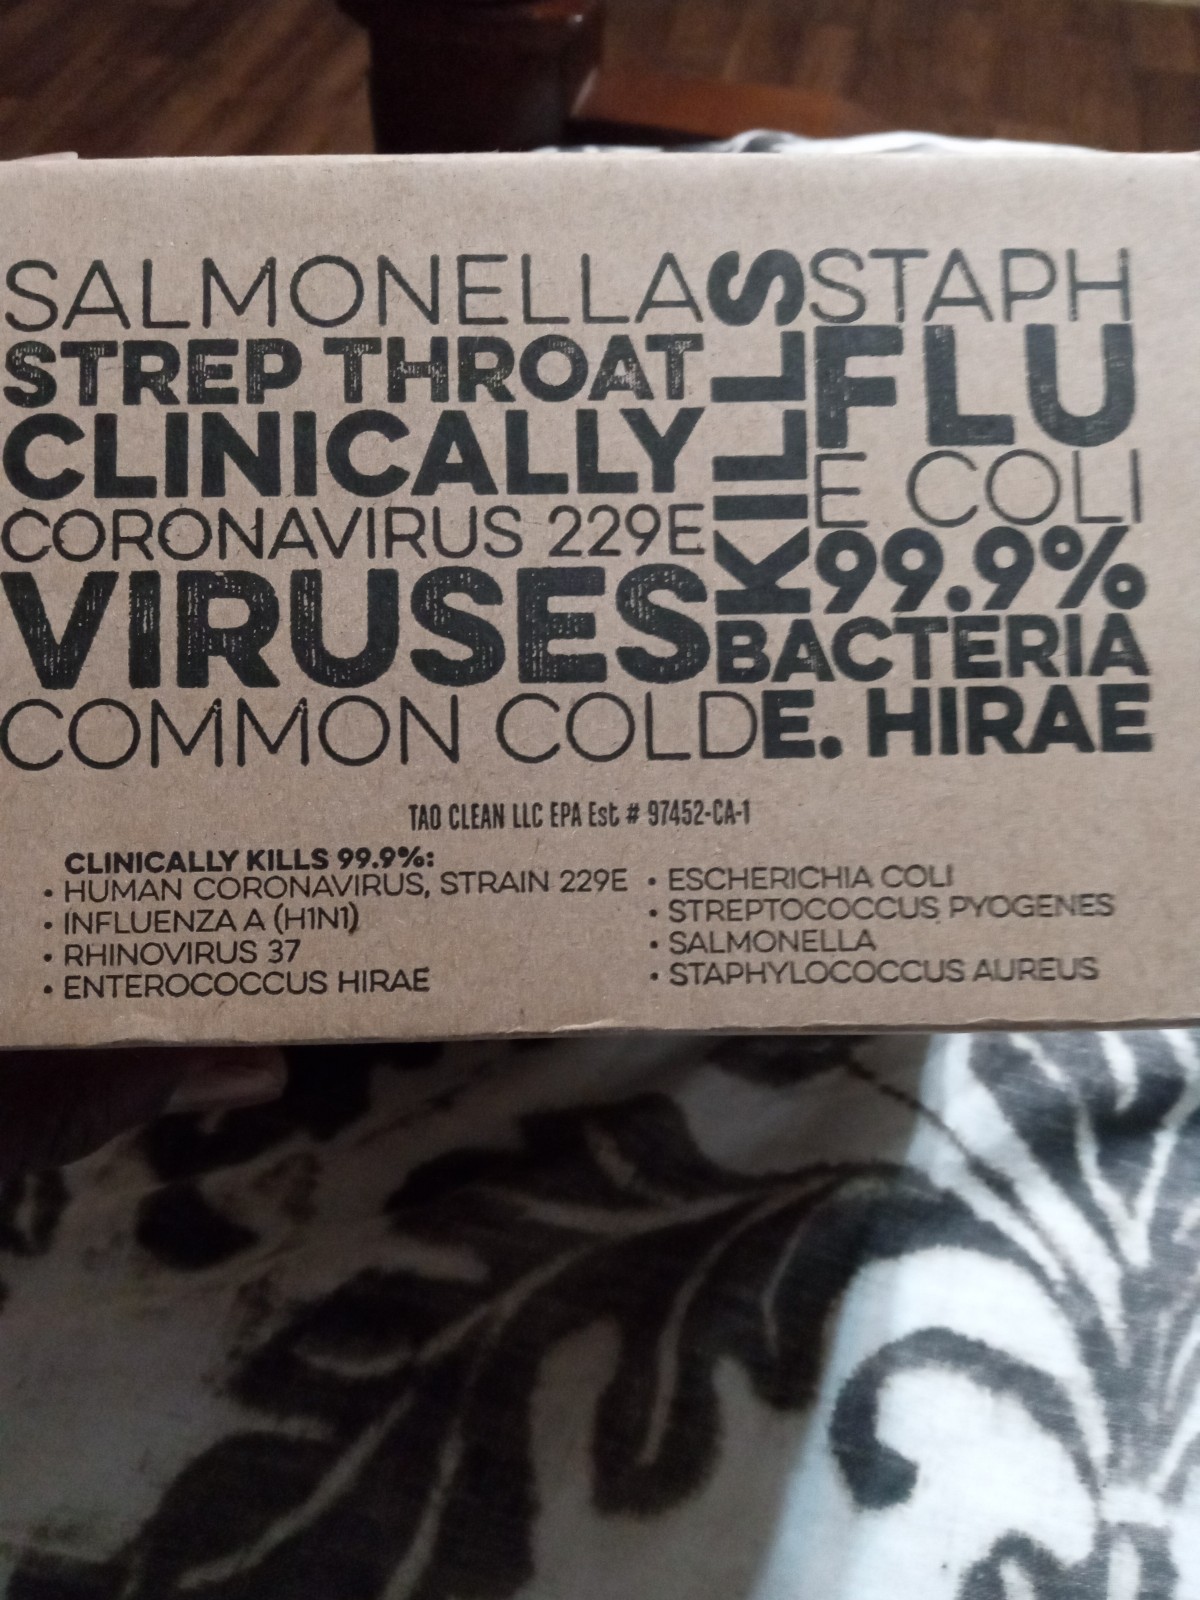 SALMONELLA
STREP THROAT
CLINICALLY
CORONAVIRUS 229E
VIRUSES
COMMON COLD
KILLS
STAPH
FLU
E COLI
99.9%
BACTERIA
E. HIRAE
TAO CLEAN LLC EPA Est # 97452-CA-1
CLINICALLY KILLS 99.9%:
• HUMAN CORONAVIRUS, STRAIN 229E
• INFLUENZA A (H1N1)
• RHINOVIRUS 37
• ENTEROCOCCUS HIRAE
• ESCHERICHIA COLI
• STREPTOCOCCUS PYOGENES
• SALMONELLA
• STAPHYLOCOCCUS AUREUS